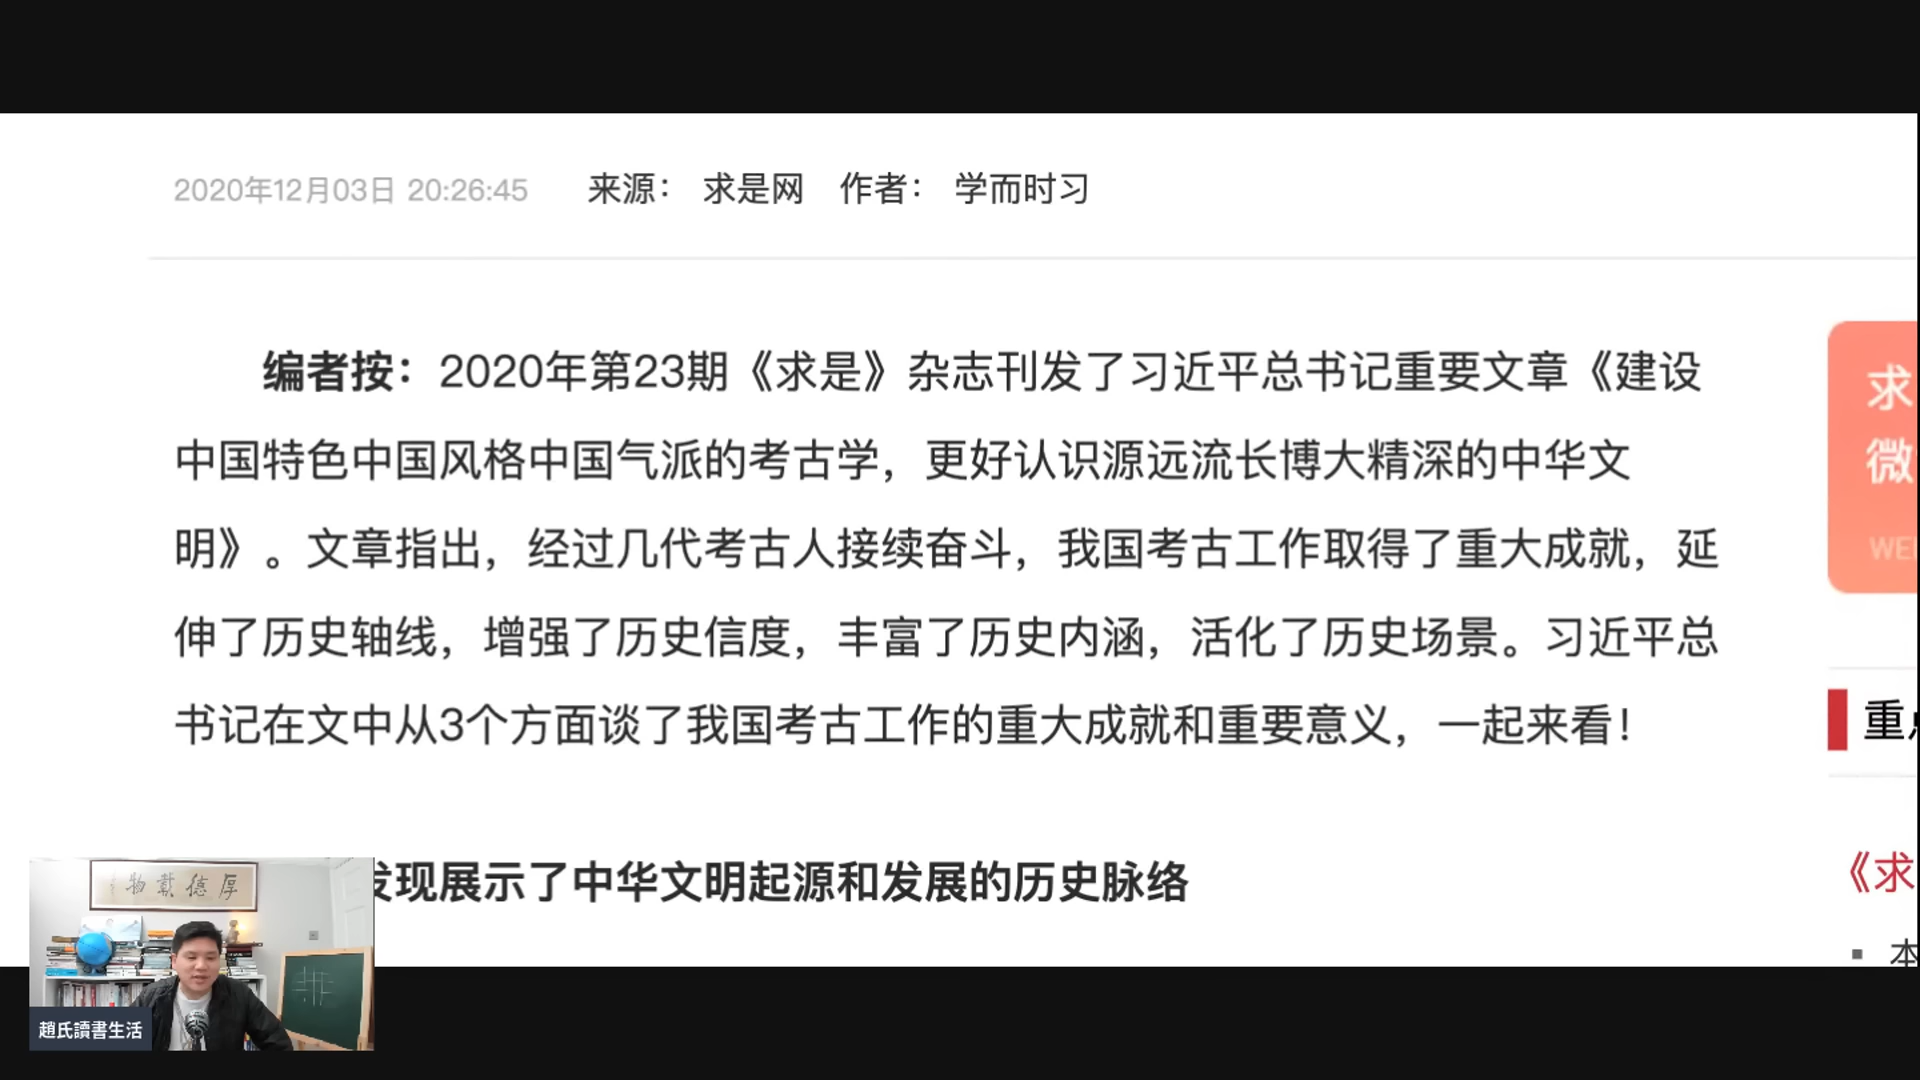 2020年12月03日 20:26:45 来源： 求是网 作者： 学而时习
编者按：2020年第23期《求是》杂志刊发了习近平总书记重要文章《建设
中国特色中国风格中国气派的考古学，更好认识源远流长博大精深的中华文
明》。文章指出，经过几代考古人接续奋斗，我国考古工作取得了重大成就，延
伸了历史轴线，增强了历史信度，丰富了历史内涵，活化了历史场景。习近平总
书记在文中从3个方面谈了我国考古工作的重大成就和重要意义，一起来看！
发现展示了中华文明起源和发展的历史脉络
求
微
WE
重
《求
本
厚德載物
趙氏讀書生活